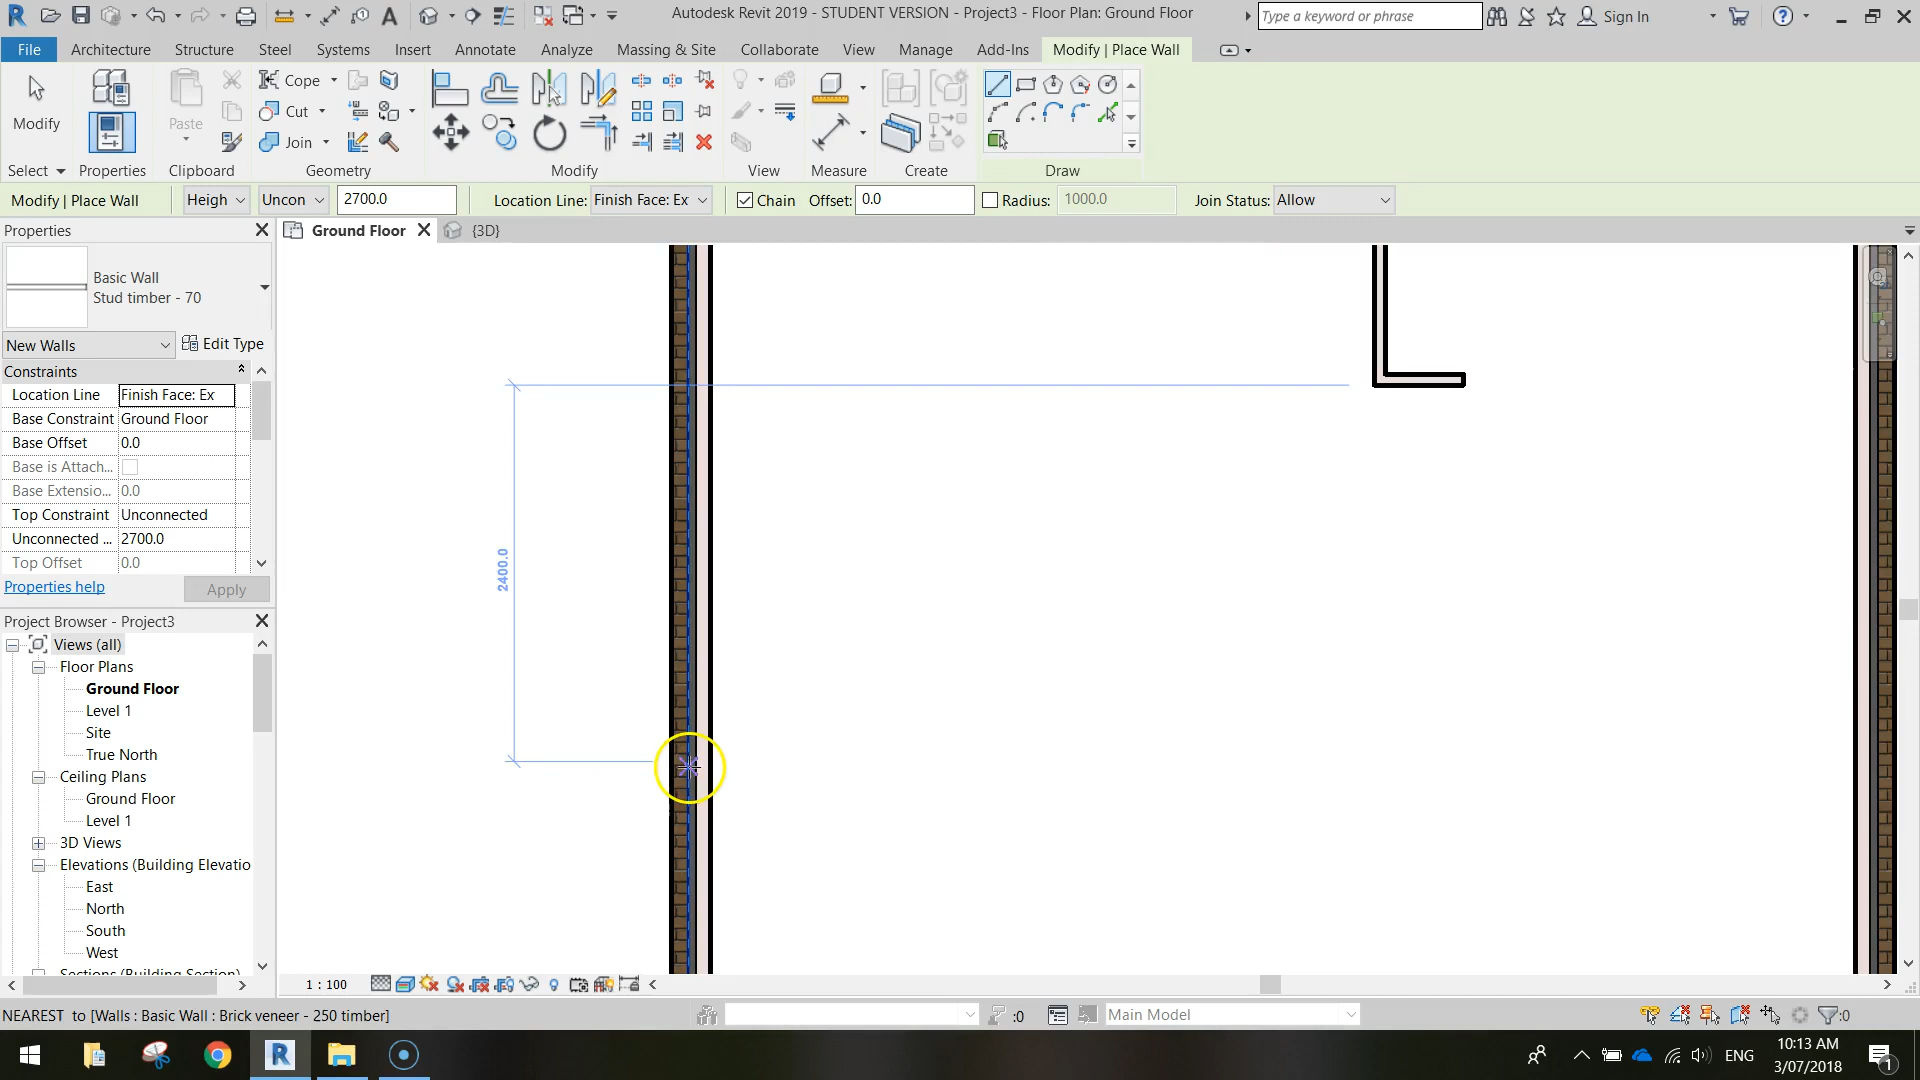 Autodesk Revit 2019 - STUDENT VERSION - Project3 - Floor Plan: Ground Floor
Type a keyword or phrase
Sign In
File
Architecture
Structure
Steel
Systems
Insert
Annotate
Analyze
Massing & Site
Collaborate
View
Manage
Add-Ins
Modify | Place Wall
Modify
Paste
Cope
Cut
Join
Select
Properties
Clipboard
Geometry
Modify
View
Measure
Create
Draw
Modify | Place Wall
Heigh
Uncon
2700.0
Location Line:
Finish Face: Ex
Chain
Offset:
0.0
Radius:
1000.0
Join Status:
Allow
Properties
Ground Floor
{3D}
Basic Wall
Stud timber - 70
New Walls
Edit Type
Constraints
Location Line
Finish Face: Ex
Base Constraint
Ground Floor
Base Offset
0.0
Base is Attach...
Base Extensio...
0.0
Top Constraint
Unconnected
Unconnected ...
2700.0
Top Offset
0.0
Properties help
Apply
2400.0
Project Browser - Project3
Views (all)
Floor Plans
Ground Floor
Level 1
Site
True North
Ceiling Plans
Ground Floor
Level 1
3D Views
Elevations (Building Elevatio
East
North
South
West
Sections (Building Section)
1 : 100
NEAREST to [Walls : Basic Wall : Brick veneer - 250 timber]
:0
Main Model
:0
ENG
10:13 AM
3/07/2018
1